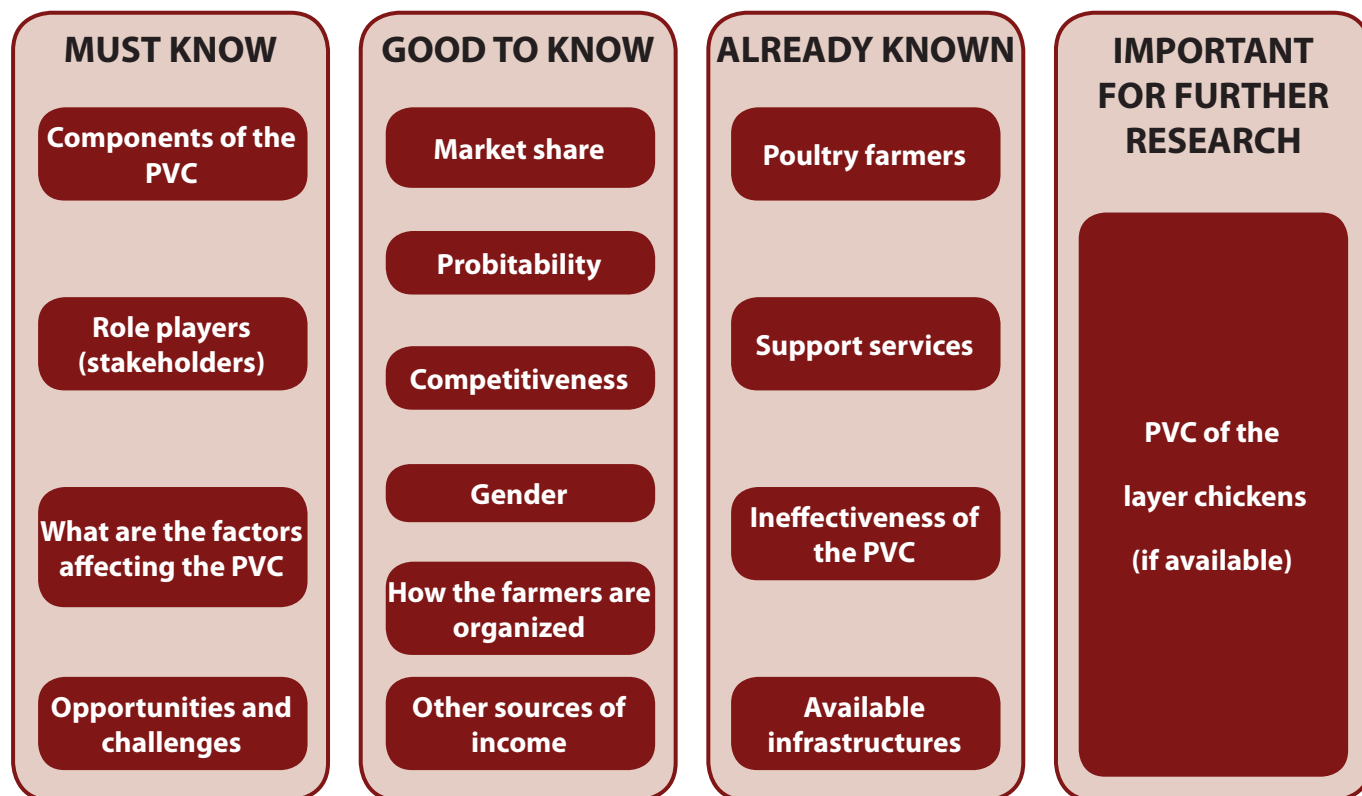 MUST KNOW
Components of the
PVC
Role players
(stakeholders)
What are the factors
affecting the PVC
Opportunities and
challenges
GOOD TO KNOW
Market share
Probitability
Competitiveness
Gender
How the farmers are
organized
Other sources of
income
ALREADY KNOWN
Poultry farmers
Support services
Ineffectiveness of
the PVC
Available
infrastructures
IMPORTANT
FOR FURTHER
RESEARCH
PVC of the
layer chickens
(if available)